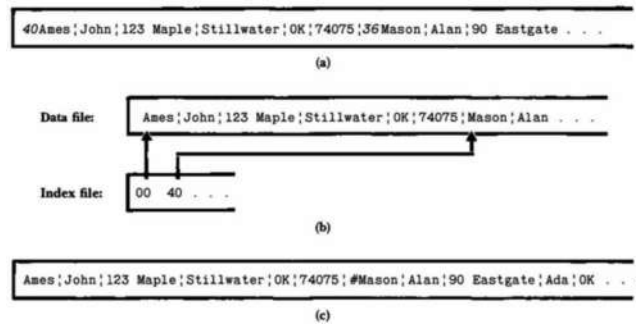 40Ames¦John¦123 Maple¦Stillwater¦OK¦74075¦36Mason¦Alan¦90 Eastgate . . .
(a)
Data file: Ames¦John¦123 Maple¦Stillwater¦OK¦74075¦Mason¦Alan . . .
Index file: 00 40 . . .
(b)
Ames¦John¦123 Maple¦Stillwater¦OK¦74075¦#Mason¦Alan¦90 Eastgate¦Ada¦OK . . .
(c)